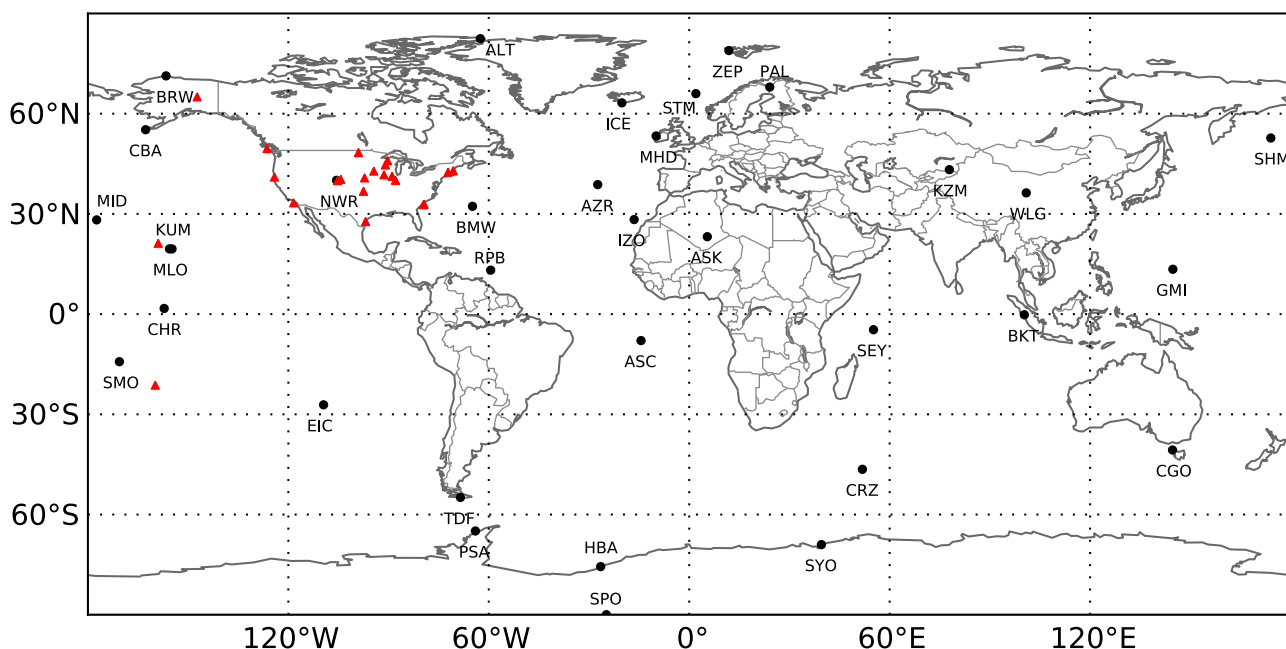 ALT
ZEP
PAL
BRW
STM
60°N
ICE
CBA
MHD
SHM
NWR
KZM
MID
AZR
WLG
30°N
KUM
BMW
IZO
ASK
MLO
RPB
GMI
0°
CHR
BKT
SEY
ASC
SMO
30°S
EIC
CGO
CRZ
60°S
TDF
PSA
HBA
SYO
SPO
120°W
60°W
0°
60°E
120°E